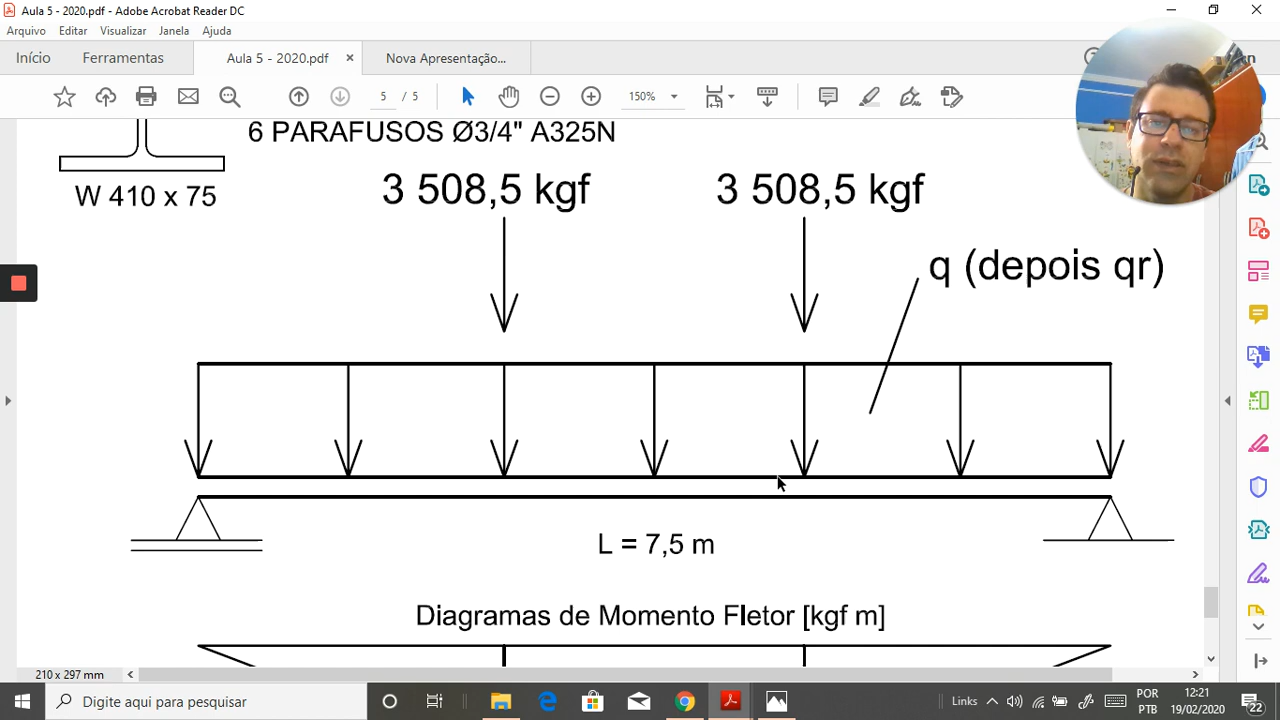 Aula 5 - 2020.pdf - Adobe Acrobat Reader DC
Arquivo Editar Visualizar Janela Ajuda
Início Ferramentas Aula 5 - 2020.pdf × Nova Apresentação...
5 / 5 150%
6 PARAFUSOS Ø3/4" A325N
W 410 x 75
3 508,5 kgf 3 508,5 kgf
q (depois qr)
L = 7,5 m
Diagramas de Momento Fletor [kgf m]
210 x 297 mm
Digite aqui para pesquisar
Links
POR
PTB
12:21
19/02/2020
22